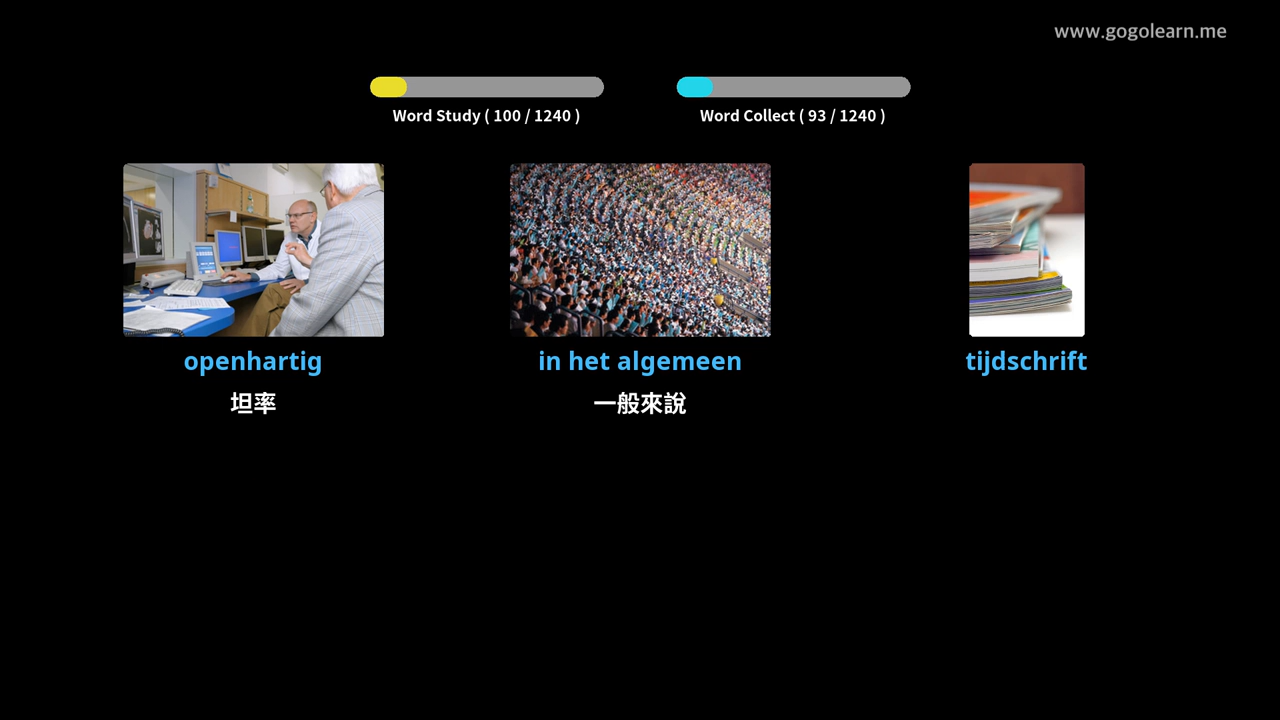 www.gogolearn.me
Word Study ( 100 / 1240 )
Word Collect ( 93 / 1240 )
openhartig
坦率
in het algemeen
一般來說
tijdschrift